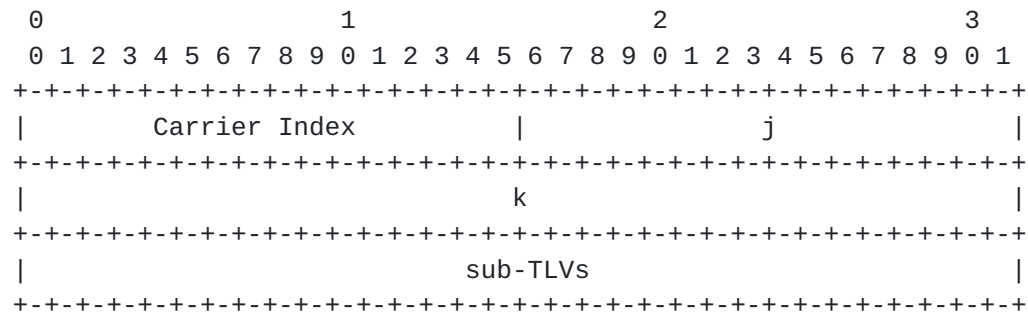 0                   1                   2                   3
 0 1 2 3 4 5 6 7 8 9 0 1 2 3 4 5 6 7 8 9 0 1 2 3 4 5 6 7 8 9 0 1
+-+-+-+-+-+-+-+-+-+-+-+-+-+-+-+-+-+-+-+-+-+-+-+-+-+-+-+-+-+-+-+-+
|        Carrier Index          |               j               |
+-+-+-+-+-+-+-+-+-+-+-+-+-+-+-+-+-+-+-+-+-+-+-+-+-+-+-+-+-+-+-+-+
|                               k                               |
+-+-+-+-+-+-+-+-+-+-+-+-+-+-+-+-+-+-+-+-+-+-+-+-+-+-+-+-+-+-+-+-+
|                            sub-TLVs                           |
+-+-+-+-+-+-+-+-+-+-+-+-+-+-+-+-+-+-+-+-+-+-+-+-+-+-+-+-+-+-+-+-+